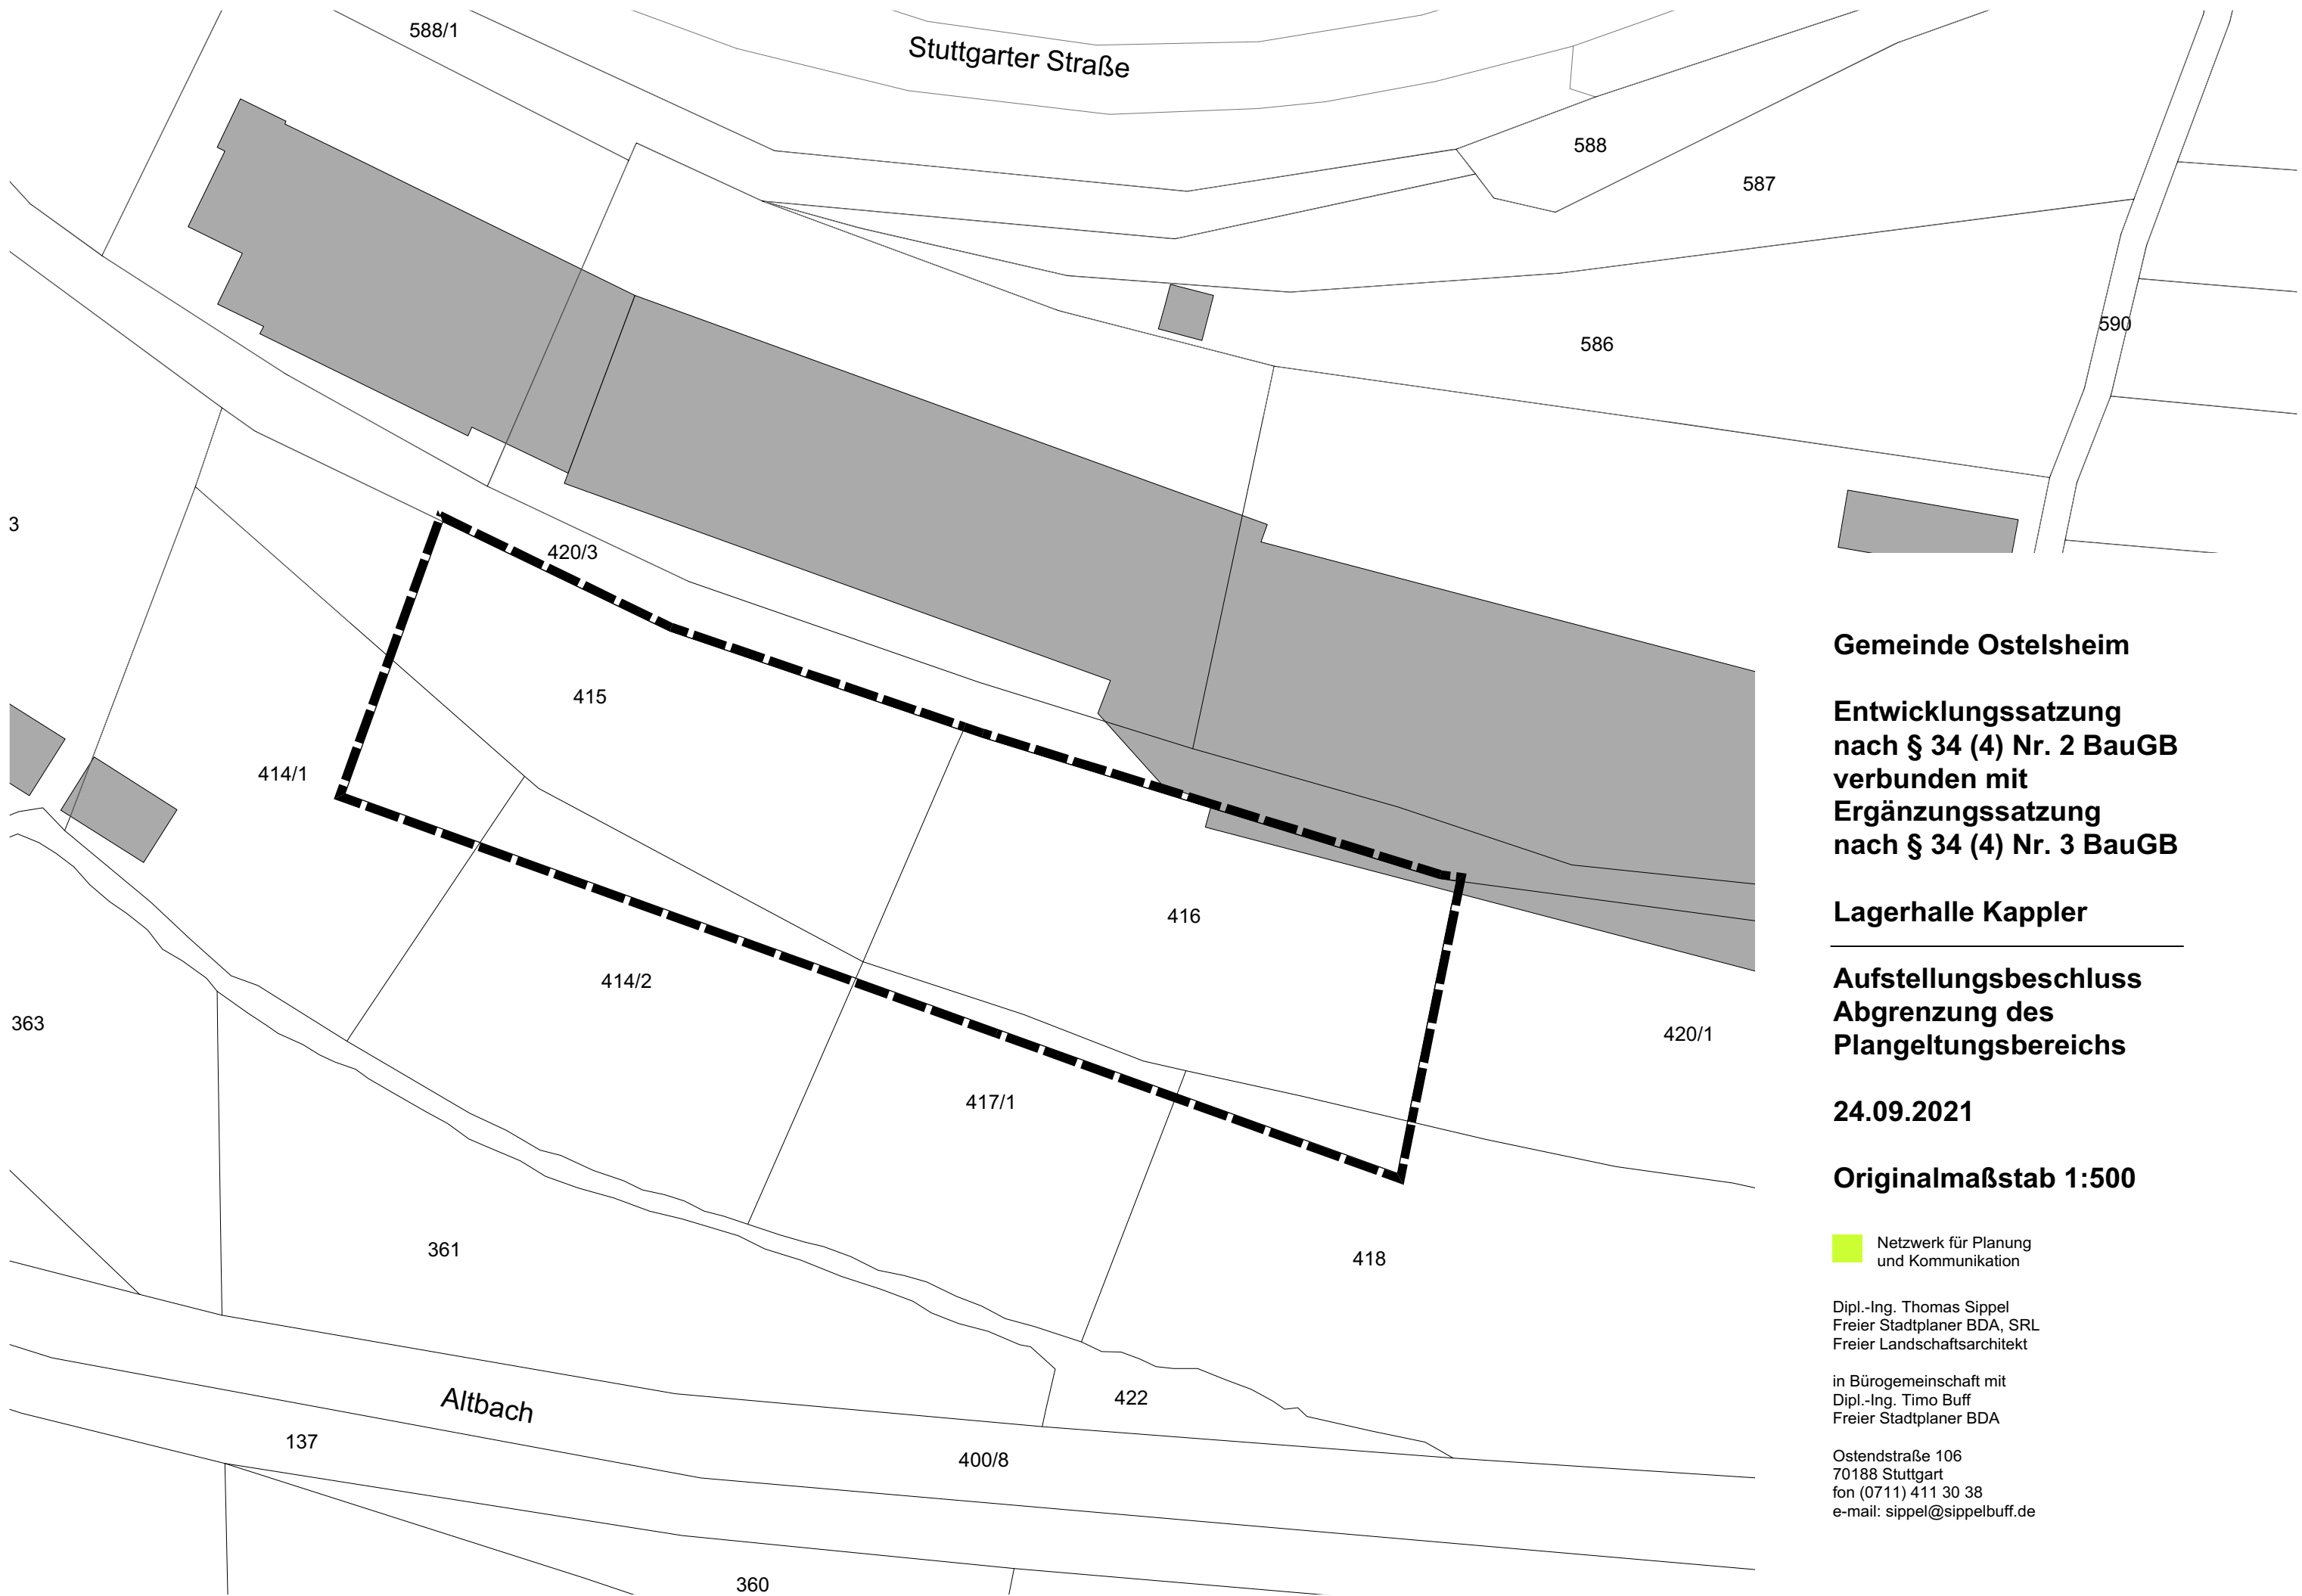 588/1
Stuttgarter Straße
588
587
590
586
3
420/3
415
414/1
416
414/2
363
420/1
417/1
361
418
Altbach
422
137
400/8
360
Gemeinde Ostelsheim
Entwicklungssatzung
nach § 34 (4) Nr. 2 BauGB
verbunden mit
Ergänzungssatzung
nach § 34 (4) Nr. 3 BauGB
Lagerhalle Kappler
Aufstellungsbeschluss
Abgrenzung des
Plangeltungsbereichs
24.09.2021
Originalmaßstab 1:500
Netzwerk für Planung
und Kommunikation
Dipl.-Ing. Thomas Sippel
Freier Stadtplaner BDA, SRL
Freier Landschaftsarchitekt
in Bürogemeinschaft mit
Dipl.-Ing. Timo Buff
Freier Stadtplaner BDA
Ostendstraße 106
70188 Stuttgart
fon (0711) 411 30 38
e-mail: sippel@sippelbuff.de